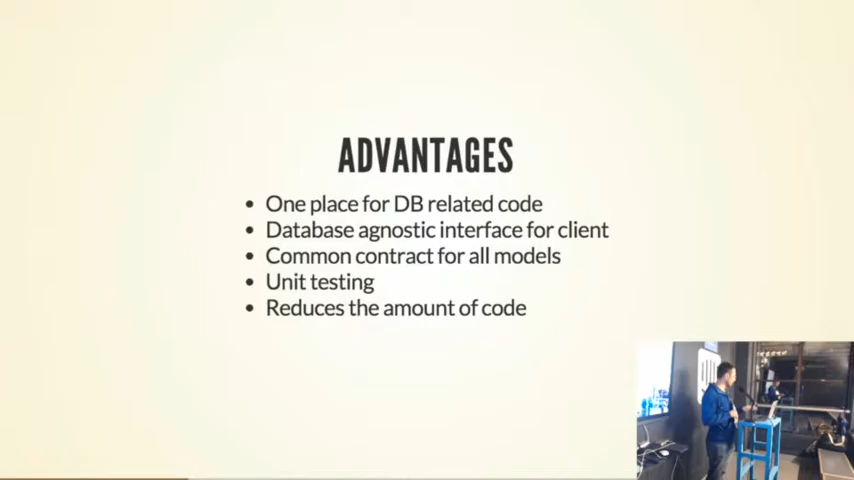 ADVANTAGES
One place for DB related code
Database agnostic interface for client
Common contract for all models
Unit testing
Reduces the amount of code